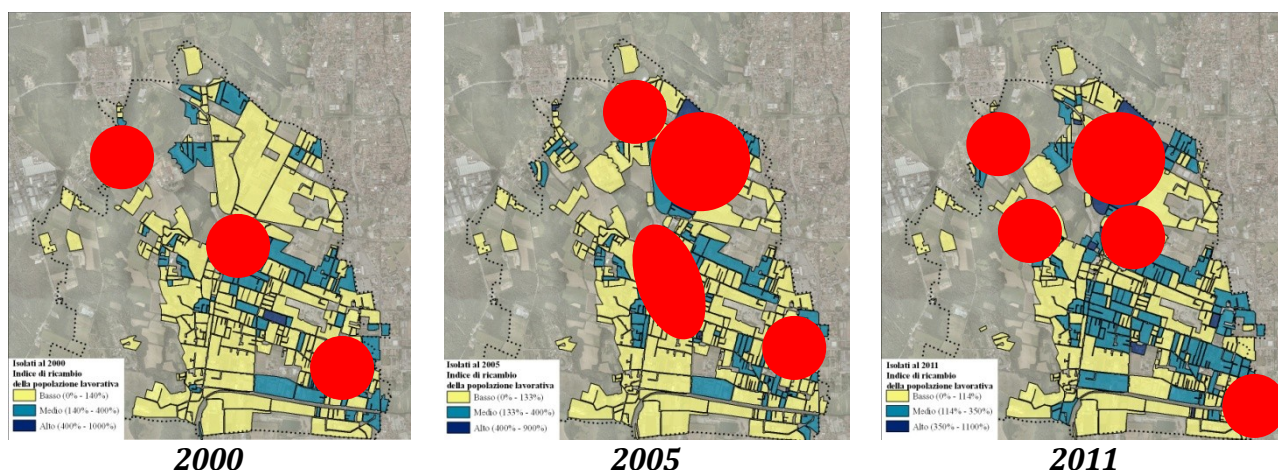 Isolati al 2000
Indice di ricambio
della popolazione lavorativa
Basso (0% - 140%)
Medio (140% - 400%)
Alto (400% - 1000%)
2000
Isolati al 2005
Indice di ricambio
della popolazione lavorativa
Basso (0% - 133%)
Medio (133% - 400%)
Alto (400% - 900%)
2005
Isolati al 2011
Indice di ricambio
della popolazione lavorativa
Basso (0% - 114%)
Medio (114% - 350%)
Alto (350% - 1100%)
2011